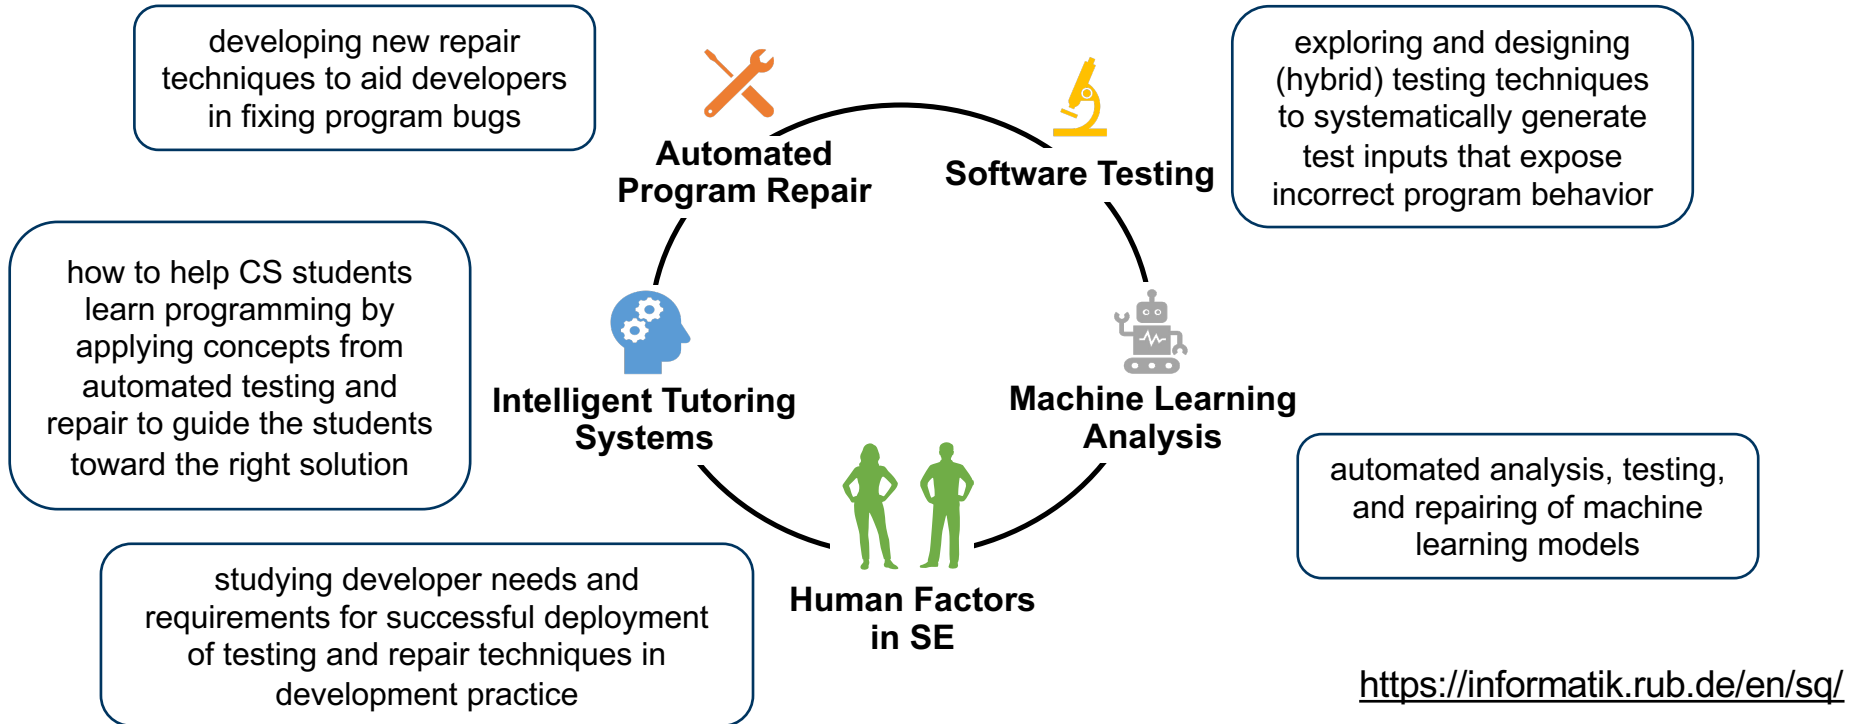 developing new repair
techniques to aid developers
in fixing program bugs
Automated
Program Repair
Software Testing
exploring and designing
(hybrid) testing techniques
to systematically generate
test inputs that expose
incorrect program behavior
how to help CS students
learn programming by
applying concepts from
automated testing and
repair to guide the students
toward the right solution
Intelligent Tutoring
Systems
Machine Learning
Analysis
automated analysis, testing,
and repairing of machine
learning models
studying developer needs and
requirements for successful deployment
of testing and repair techniques in
development practice
Human Factors
in SE
https://informatik.rub.de/en/sq/